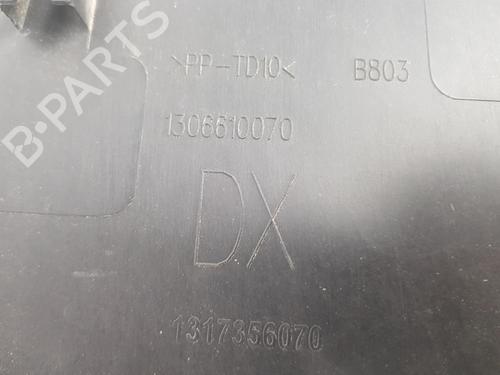 B-PARTS
>PP-TD10< B803
1306610070
DX
1317356070